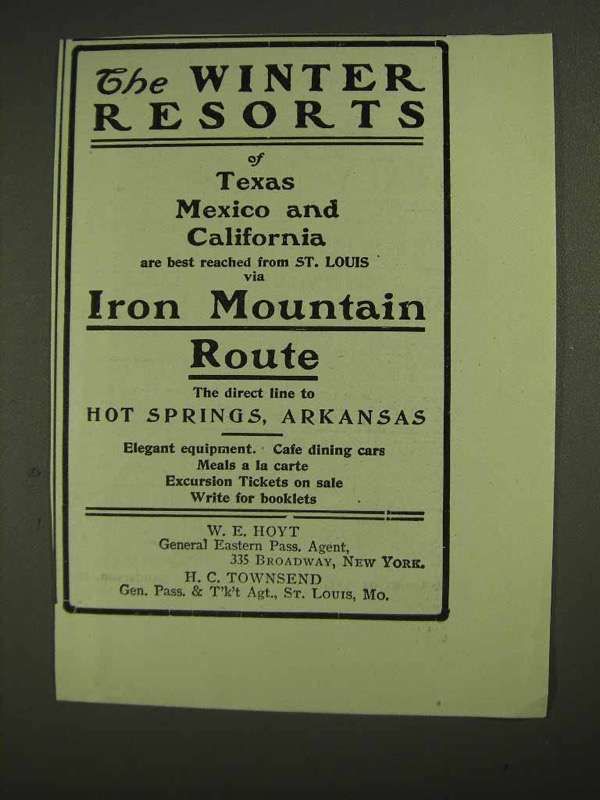 The WINTER
RESORTS
of
Texas
Mexico and
California
are best reached from ST. LOUIS
via
Iron Mountain
Route
The direct line to
HOT SPRINGS, ARKANSAS
Elegant equipment. Cafe dining cars
Meals a la carte
Excursion Tickets on sale
Write for booklets
W. E. HOYT
General Eastern Pass. Agent,
335 BROADWAY, NEW YORK.
H. C. TOWNSEND
Gen. Pass. & T'k't Agt., ST. LOUIS, MO.